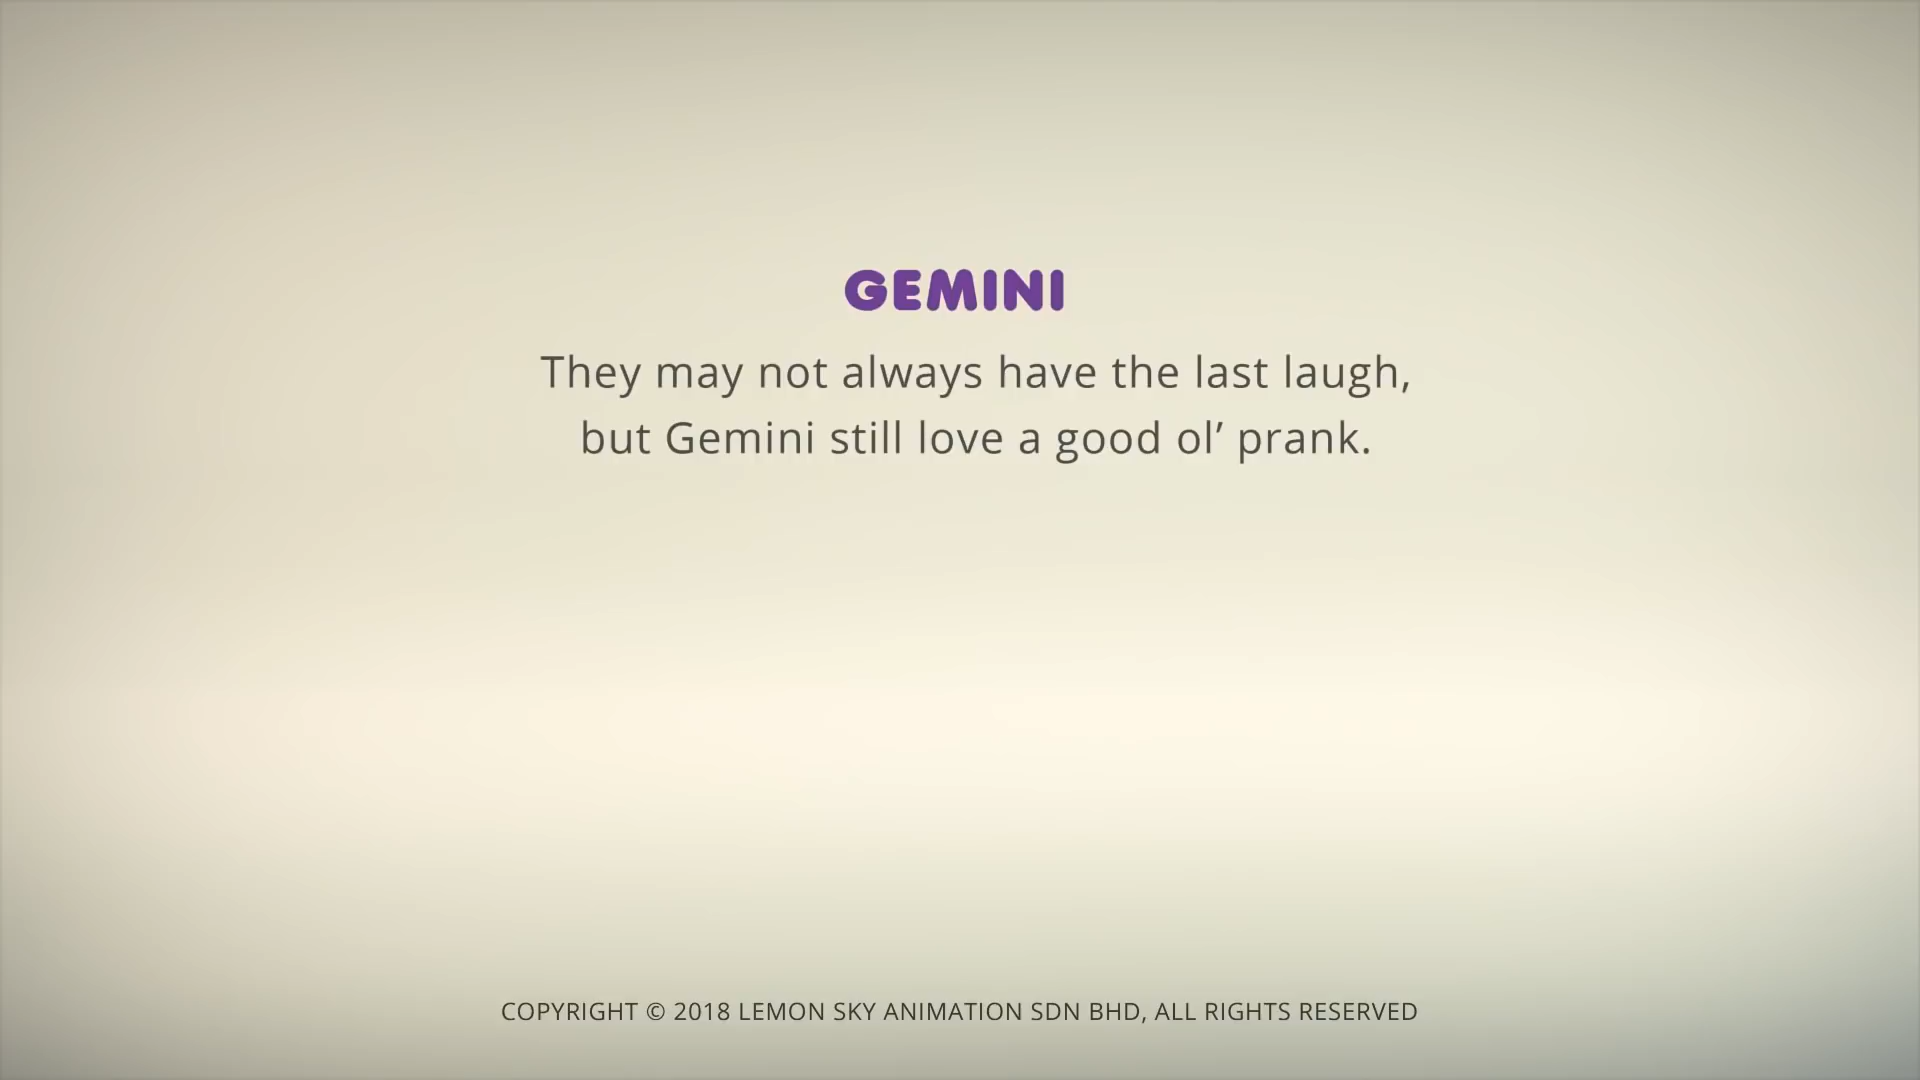 GEMINI
They may not always have the last laugh,
but Gemini still love a good ol’ prank.
COPYRIGHT © 2018 LEMON SKY ANIMATION SDN BHD, ALL RIGHTS RESERVED